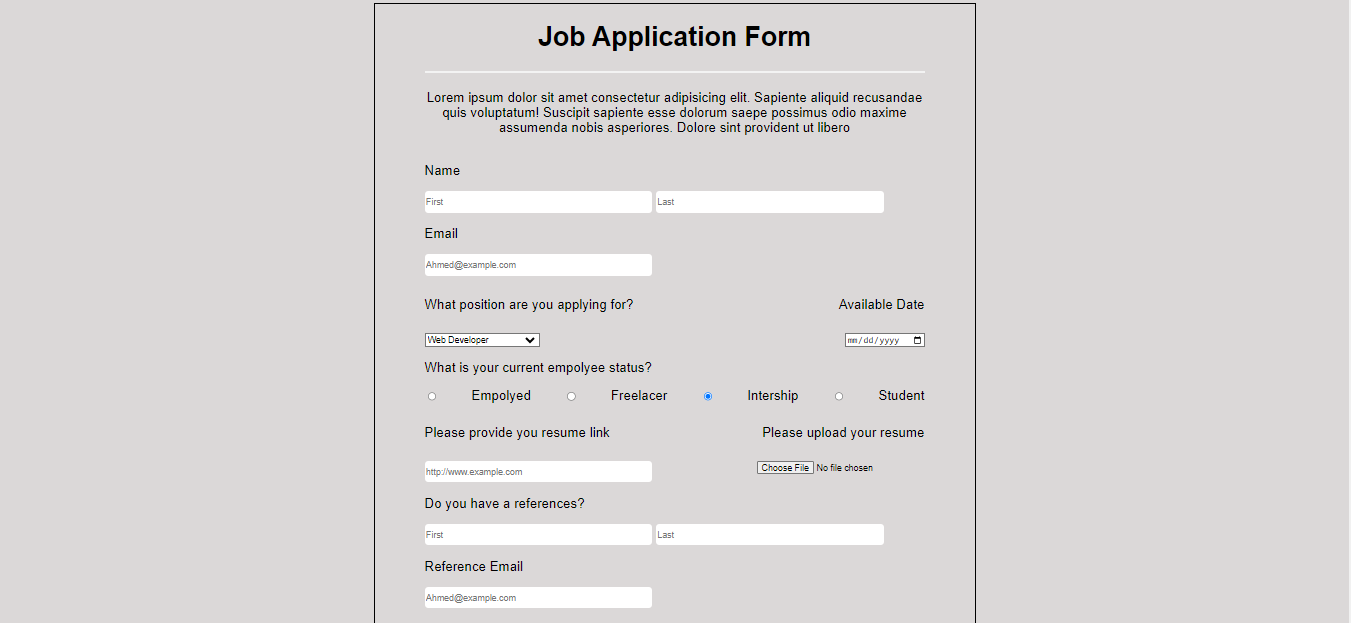 Job Application Form
Lorem ipsum dolor sit amet consectetur adipisicing elit. Sapiente aliquid recusandae
quis voluptatum! Suscipit sapiente esse dolorum saepe possimus odio maxime
assumenda nobis asperiores. Dolore sint provident ut libero
Name
First Last
Email
Ahmed@example.com
What position are you applying for? Available Date
Web Developer mm/dd/yyyy
What is your current empolyee status?
Empolyed Freelacer Intership Student
Please provide you resume link Please upload your resume
http://www.example.com Choose File No file chosen
Do you have a references?
First Last
Reference Email
Ahmed@example.com